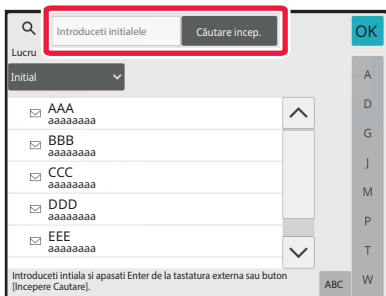 Introduceti initialele
Căutare incep.
OK
Lucru
Initial
A
D
G
J
M
P
T
W
AAA
aaaaaaaa
BBB
aaaaaaaa
CCC
aaaaaaaa
DDD
aaaaaaaa
EEE
aaaaaaaa
Introduceti intiala si apasati Enter de la tastatura externa sau buton
[Incepere Cautare].
ABC